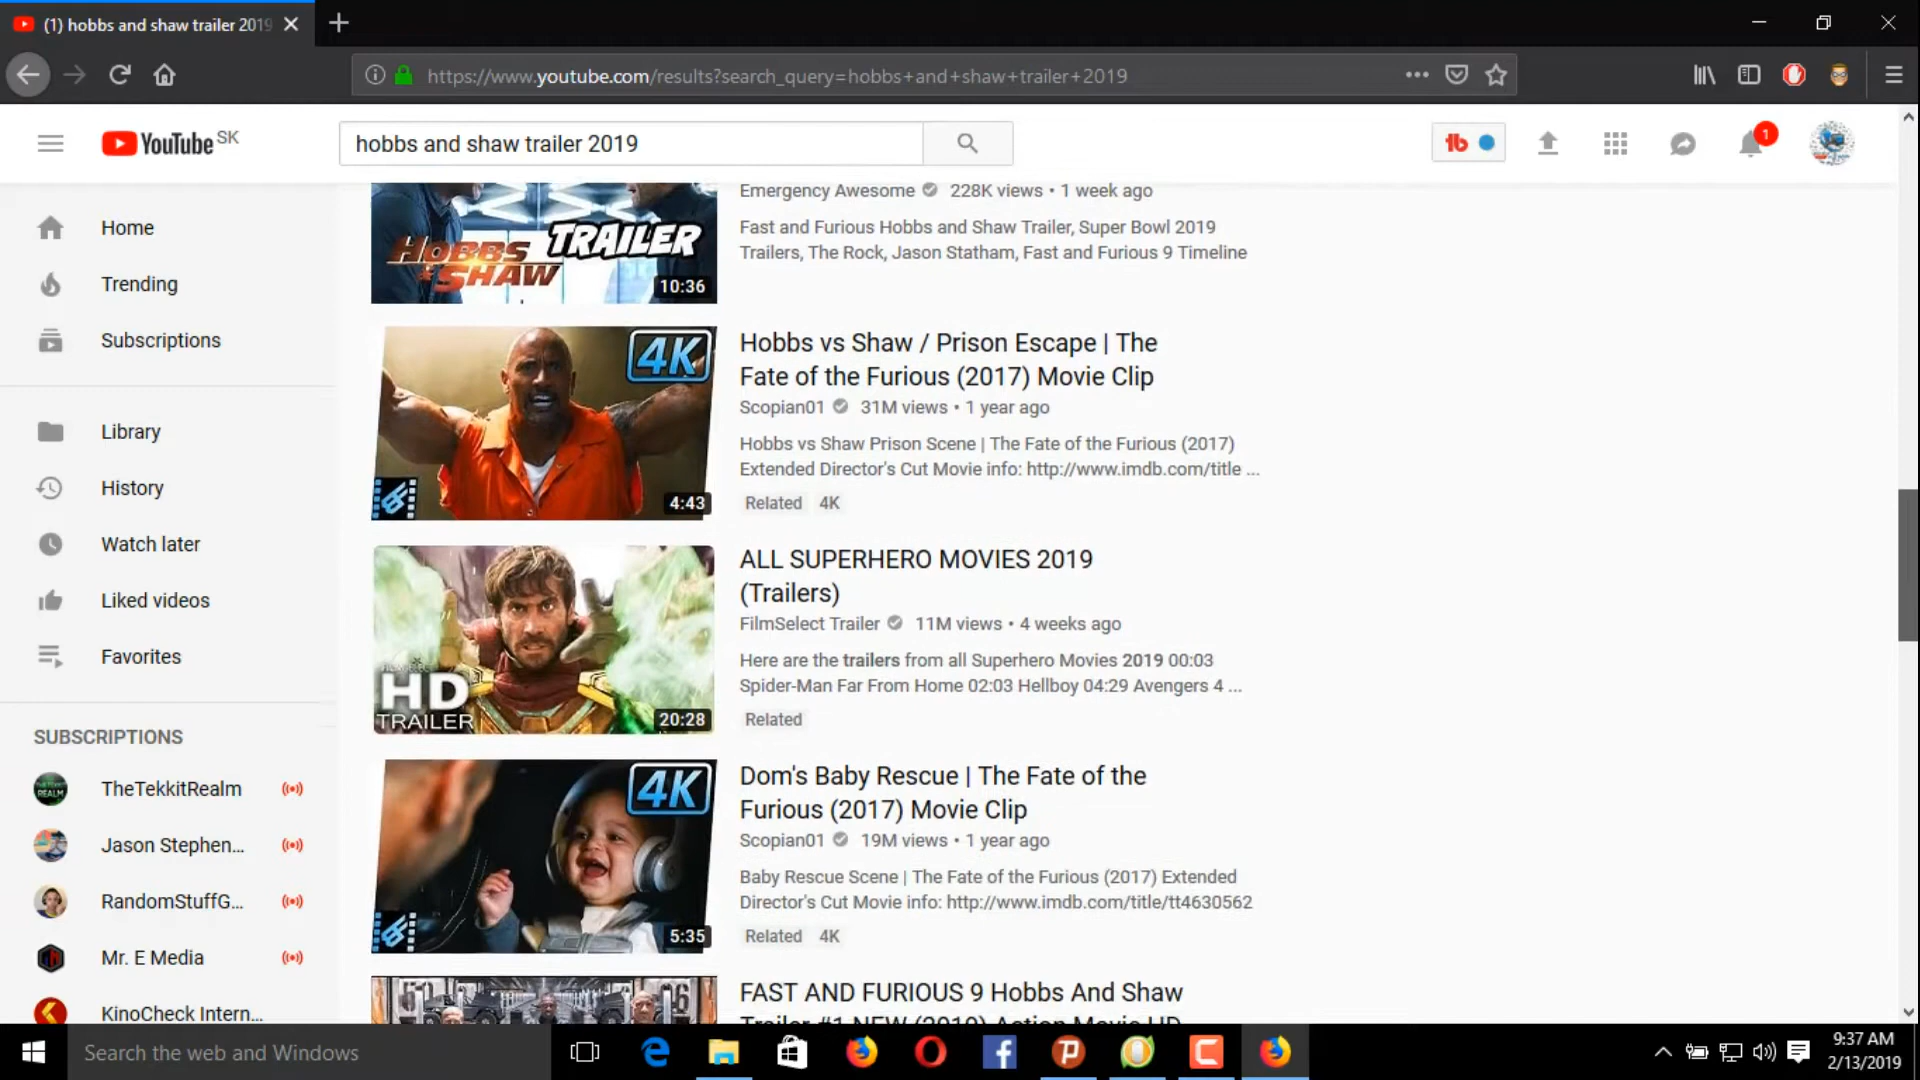 (1) hobbs and shaw trailer 2019
https://www.youtube.com/results?search_query=hobbs+and+shaw+trailer+2019
YouTube SK
hobbs and shaw trailer 2019
1
Home
Trending
Subscriptions
Library
History
Watch later
Liked videos
Favorites
SUBSCRIPTIONS
TheTekkitRealm
Jason Stephen...
RandomStuffG...
Mr. E Media
KinoCheck Intern...
HOBBS & SHAW TRAILER
10:36
Emergency Awesome 228K views • 1 week ago
Fast and Furious Hobbs and Shaw Trailer, Super Bowl 2019
Trailers, The Rock, Jason Statham, Fast and Furious 9 Timeline
4K
4:43
Hobbs vs Shaw / Prison Escape | The
Fate of the Furious (2017) Movie Clip
Scopian01 31M views • 1 year ago
Hobbs vs Shaw Prison Scene | The Fate of the Furious (2017)
Extended Director's Cut Movie info: http://www.imdb.com/title ...
Related 4K
HD
TRAILER
20:28
ALL SUPERHERO MOVIES 2019
(Trailers)
FilmSelect Trailer 11M views • 4 weeks ago
Here are the trailers from all Superhero Movies 2019 00:03
Spider-Man Far From Home 02:03 Hellboy 04:29 Avengers 4 ...
Related
4K
5:35
Dom's Baby Rescue | The Fate of the
Furious (2017) Movie Clip
Scopian01 19M views • 1 year ago
Baby Rescue Scene | The Fate of the Furious (2017) Extended
Director's Cut Movie info: http://www.imdb.com/title/tt4630562
Related 4K
FAST AND FURIOUS 9 Hobbs And Shaw
Trailer #1 NEW (2019) Action Movie HD
Search the web and Windows
9:37 AM
2/13/2019